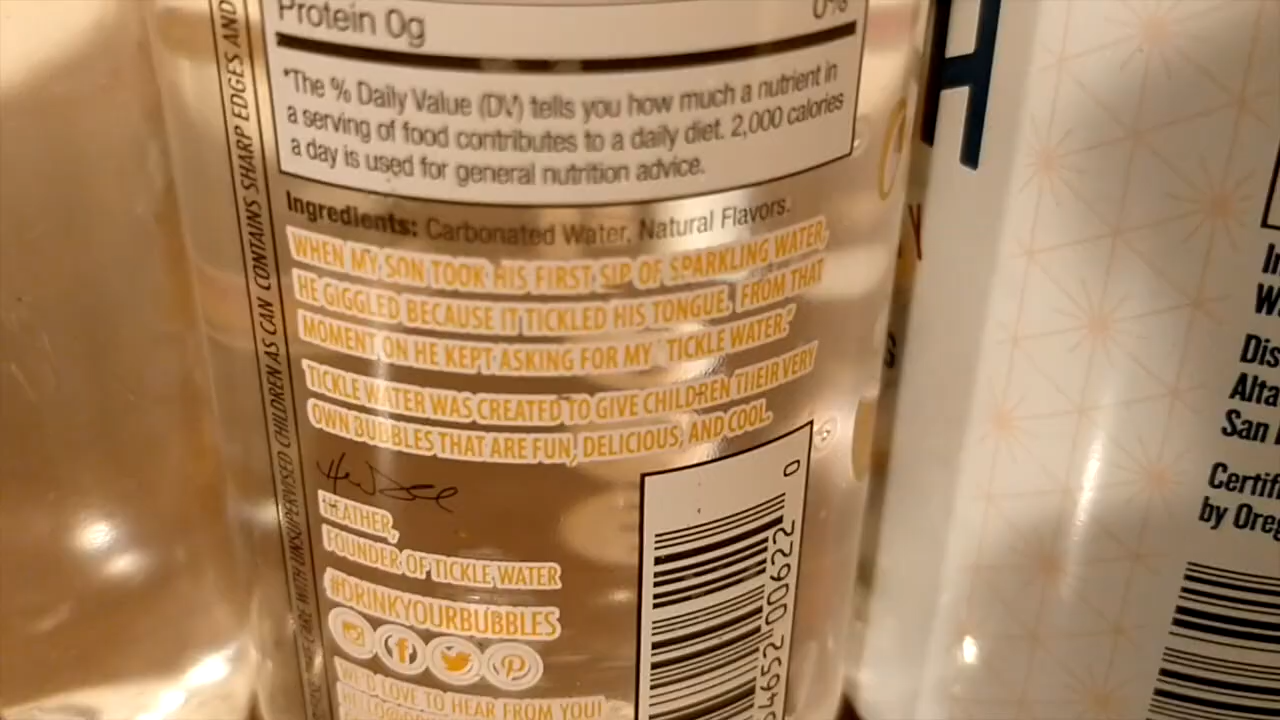 Protein 0g 0%
*The % Daily Value (DV) tells you how much a nutrient in
a serving of food contributes to a daily diet. 2,000 calories
a day is used for general nutrition advice.
Ingredients: Carbonated Water, Natural Flavors.
WHEN MY SON TOOK HIS FIRST SIP OF SPARKLING WATER,
HE GIGGLED BECAUSE IT TICKLED HIS TONGUE. FROM THAT
MOMENT ON HE KEPT ASKING FOR MY "TICKLE WATER."
TICKLE WATER WAS CREATED TO GIVE CHILDREN THEIR VERY
OWN BUBBLES THAT ARE FUN, DELICIOUS, AND COOL.
HEATHER,
FOUNDER OF TICKLE WATER
#DRINKYOURBUBBLES
WE'D LOVE TO HEAR FROM YOU!
CARE WITH UNSUPERVISED CHILDREN AS CAN CONTAINS SHARP EDGES AND
54652 00622 0
H
Dis
Alta
San
Certif
by Oreg